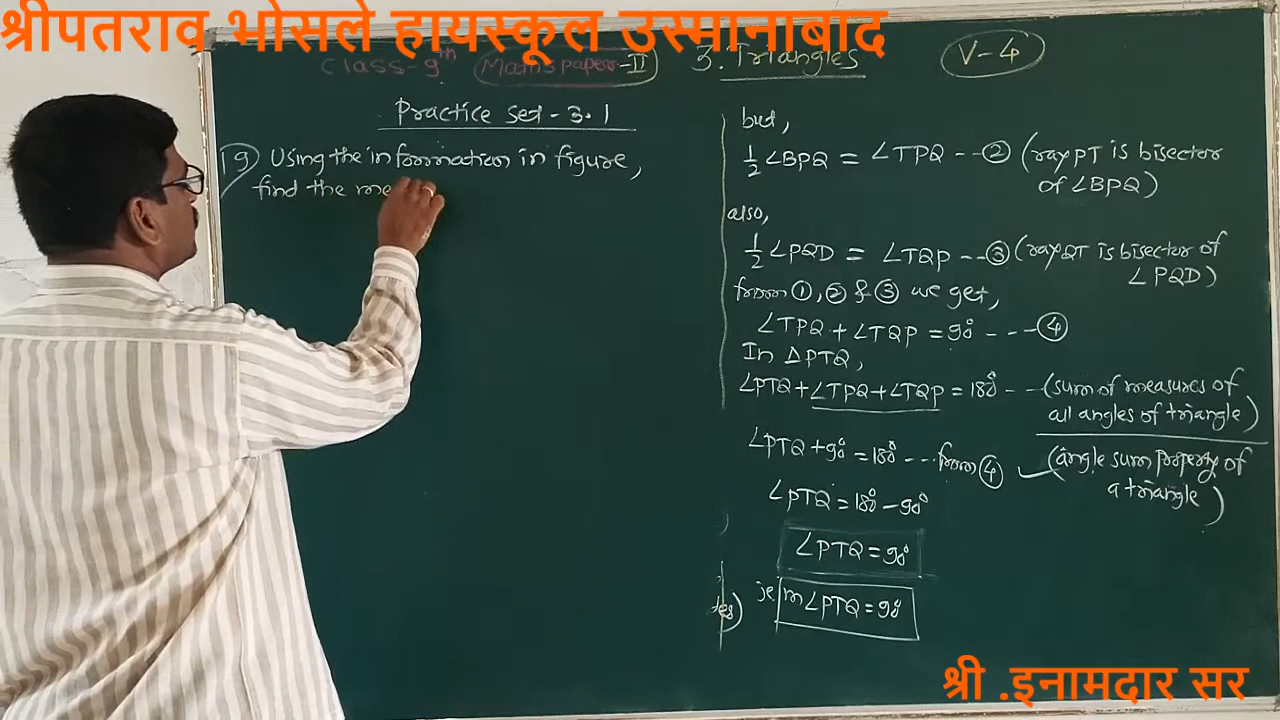 श्रीपतराव भोसले हायस्कूल उस्मानाबाद
Class-9th Maths paper-II 3. Triangles V-4
Practice Set-3.1
9) Using the information in figure,
find the me
but,
½ ∠BPQ = ∠TPQ -- ② (ray PT is bisector
of ∠BPQ)
also,
½ ∠PQD = ∠TQP -- ③ (ray QT is bisector of
∠PQD)
from ①, ② & ③ we get,
∠TPQ + ∠TQP = 90° --- ④
In △PTQ,
∠PTQ + ∠TPQ + ∠TQP = 180° -- (sum of measures of
all angles of triangle)
∠PTQ + 90° = 180° --- from ④ (angle sum property of
a triangle)
∠PTQ = 180° - 90°
∠PTQ = 90°
ie m∠PTQ = 90°
श्री .इनामदार सर